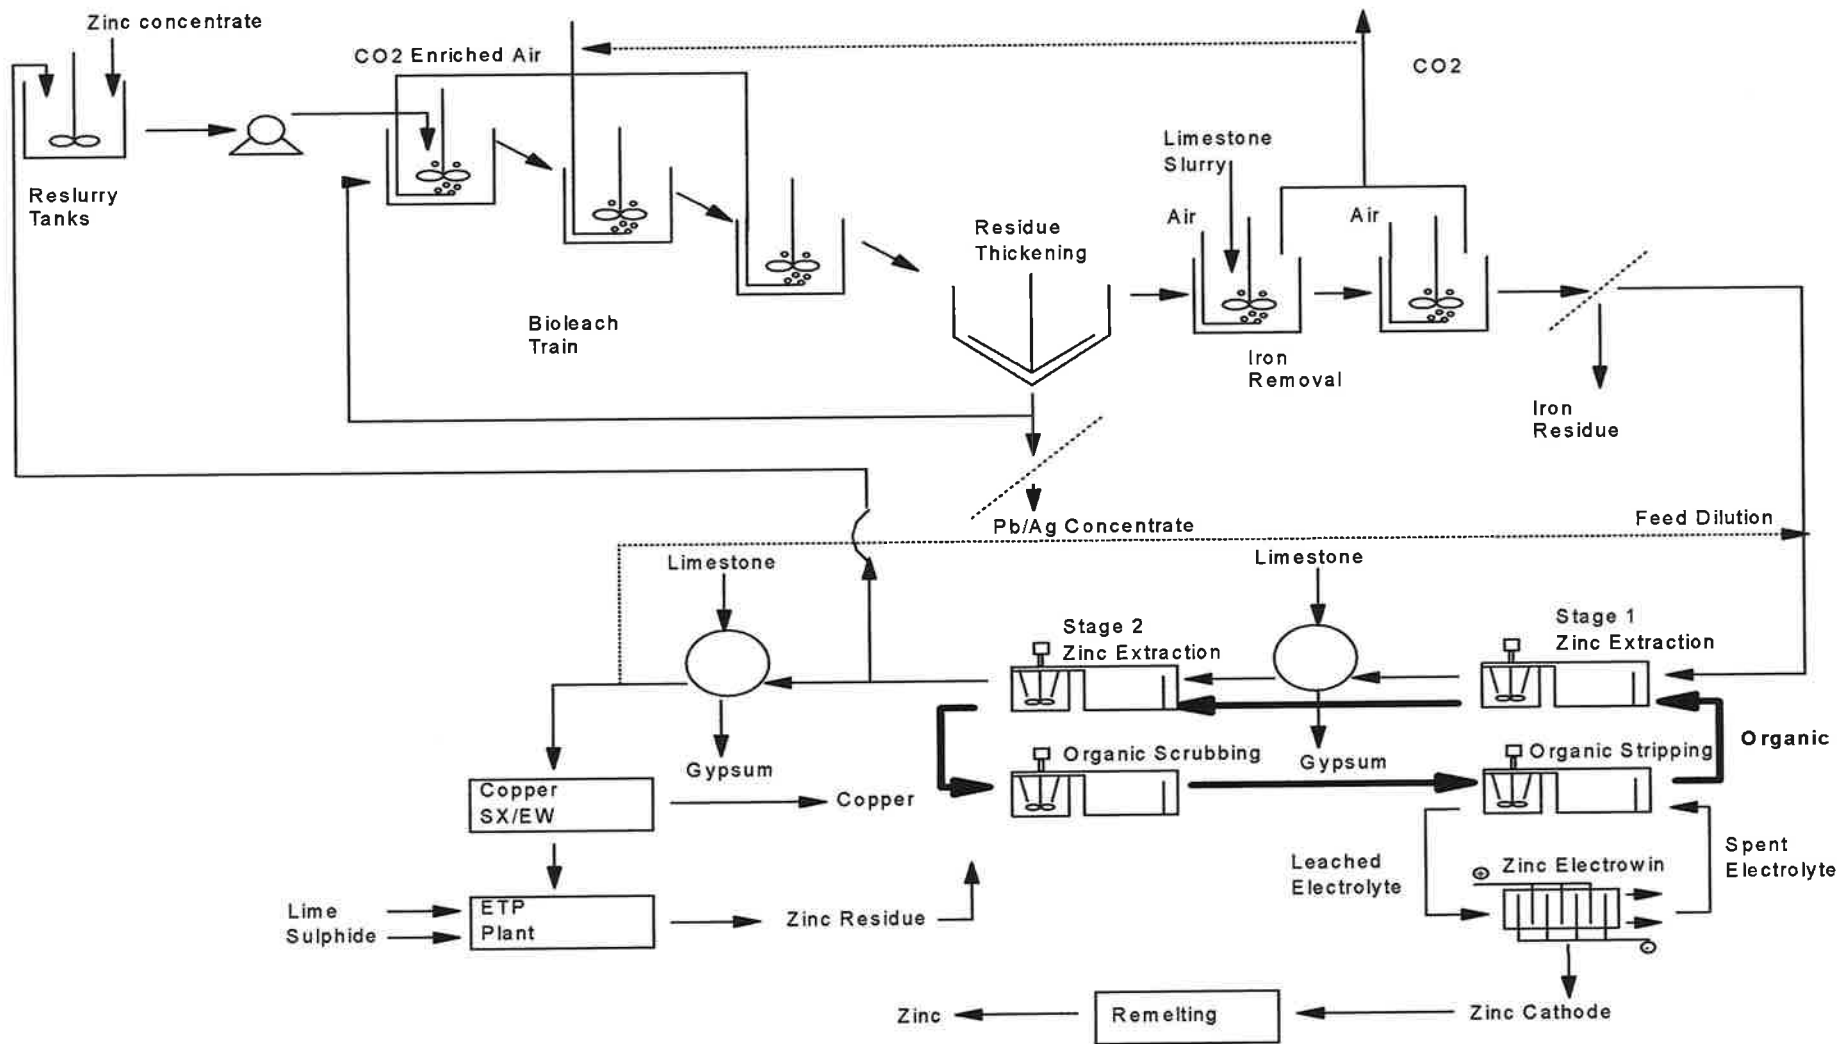 Zinc concentrate
CO2 Enriched Air
CO2
Limestone
Slurry
Reslurry
Tanks
Air
Air
Residue
Thickening
Bioleach
Train
Iron
Removal
Iron
Residue
Pb/Ag Concentrate
Feed Dilution
Limestone
Limestone
Stage 2
Zinc Extraction
Stage 1
Zinc Extraction
Organic
Organic Scrubbing
Organic Stripping
Gypsum
Gypsum
Copper
SX/EW
Copper
Leached
Electrolyte
Zinc Electrowin
Spent
Electrolyte
+
-
Lime
Sulphide
ETP
Plant
Zinc Residue
Zinc
Remelting
Zinc Cathode